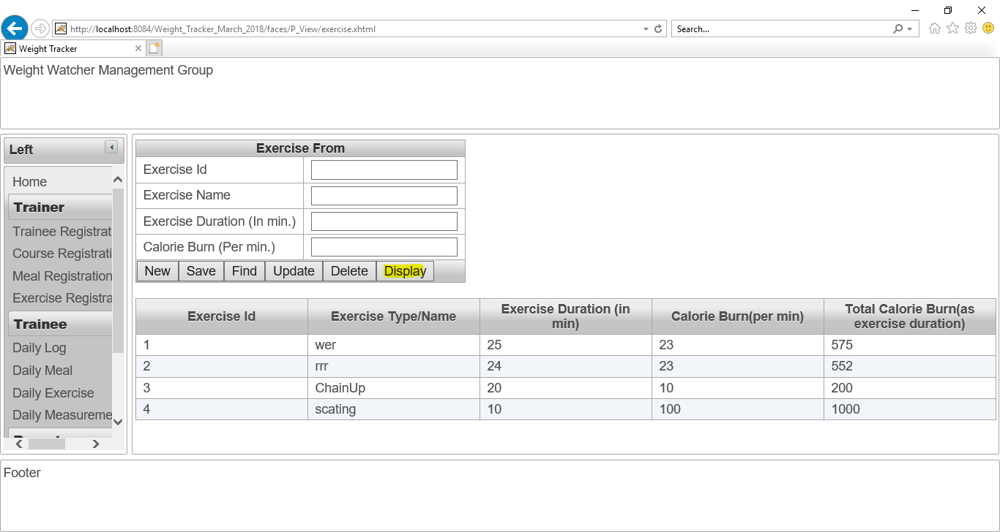 http://localhost:8084/Weight_Tracker_March_2018/faces/P_View/exercise.xhtml
Search...
Weight Tracker
Weight Watcher Management Group
Left
Home
Trainer
Trainee Registrat
Course Registrati
Meal Registration
Exercise Registra
Trainee
Daily Log
Daily Meal
Daily Exercise
Daily Measureme
Exercise From
Exercise Id
Exercise Name
Exercise Duration (In min.)
Calorie Burn (Per min.)
New Save Find Update Delete Display
Exercise Id Exercise Type/Name Exercise Duration (in min) Calorie Burn(per min) Total Calorie Burn(as exercise duration)
1 wer 25 23 575
2 rrr 24 23 552
3 ChainUp 20 10 200
4 scating 10 100 1000
Footer